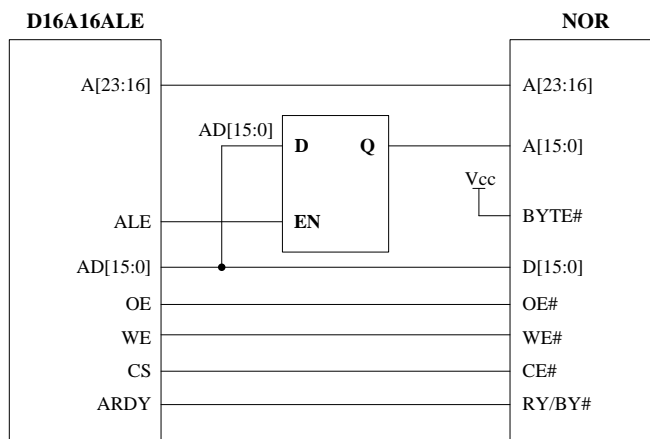 D16A16ALE NOR
A[23:16] A[23:16]
AD[15:0] D Q A[15:0]
Vcc
ALE EN BYTE#
AD[15:0] D[15:0]
OE OE#
WE WE#
CS CE#
ARDY RY/BY#